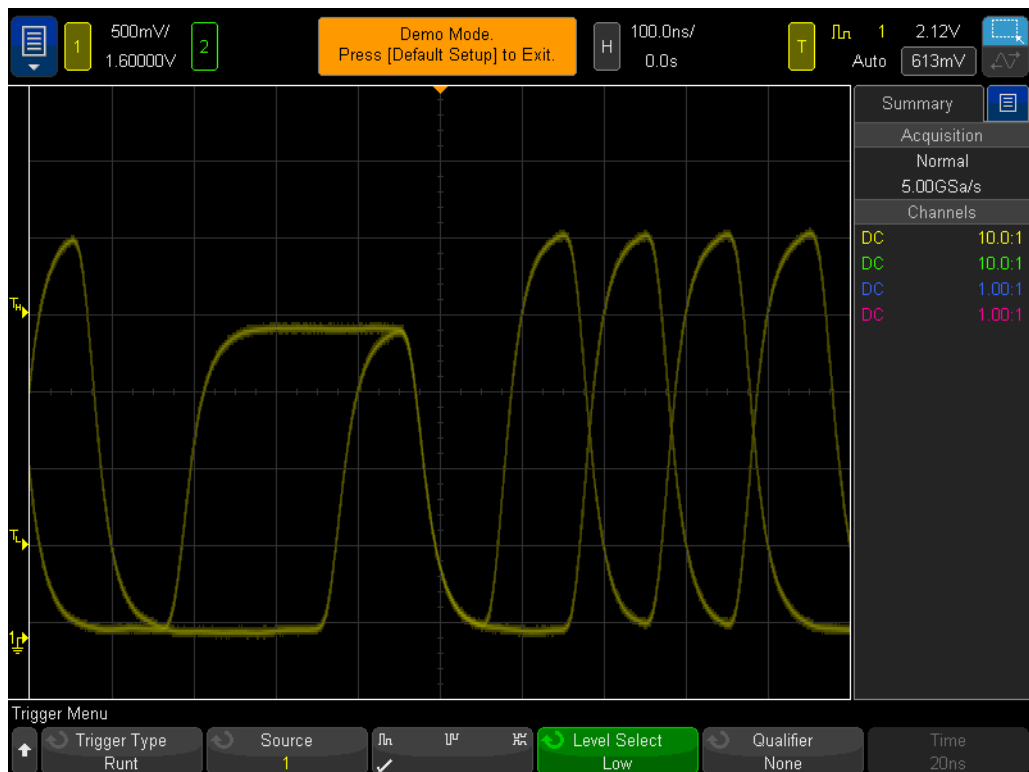 1 500mV/ 2 Demo Mode. H 100.0ns/ T 1 2.12V
1.60000V Press [Default Setup] to Exit. 0.0s Auto 613mV
Summary
Acquisition
Normal
5.00GSa/s
Channels
DC 10.0:1
DC 10.0:1
DC 1.00:1
DC 1.00:1
TH
TL
1
Trigger Menu
Trigger Type Source Level Select Qualifier Time
Runt 1 Low None 20ns